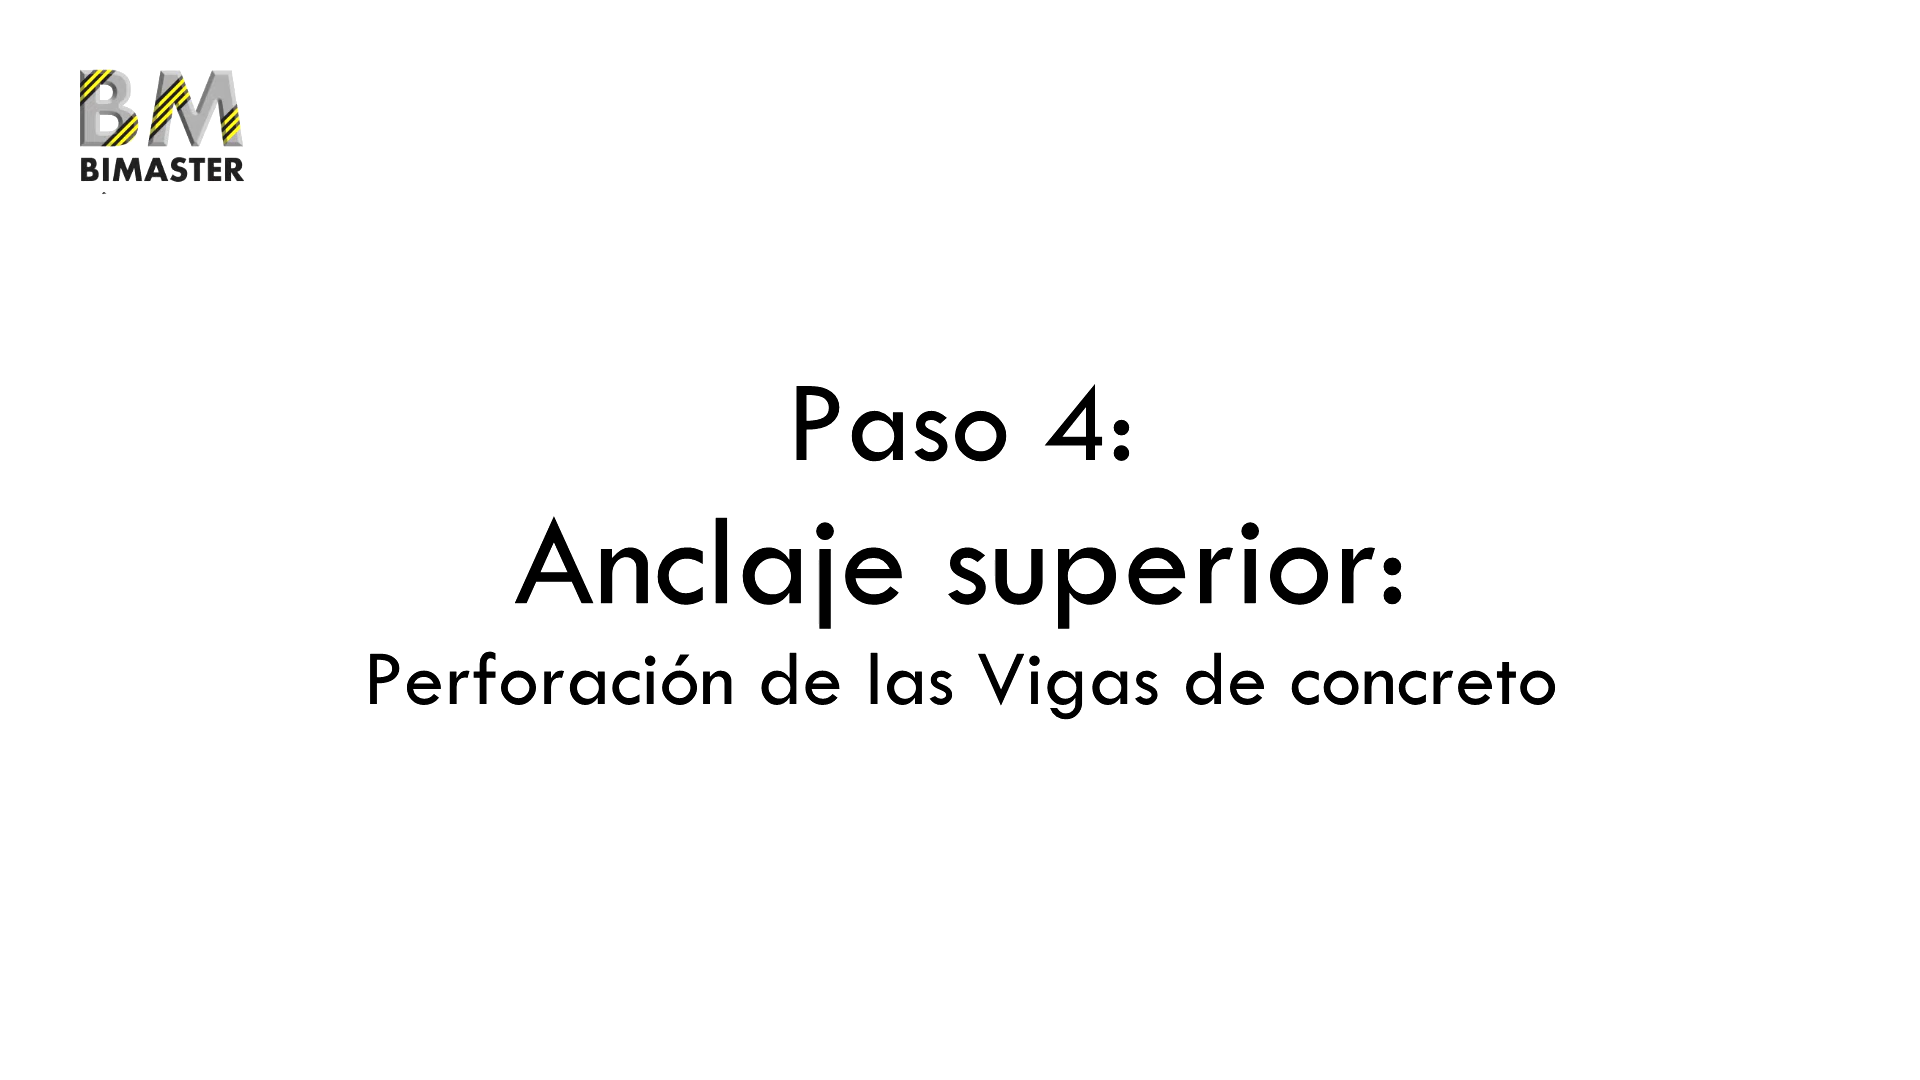 BM
BIMASTER
Paso 4:
Anclaje superior:
Perforación de las Vigas de concreto